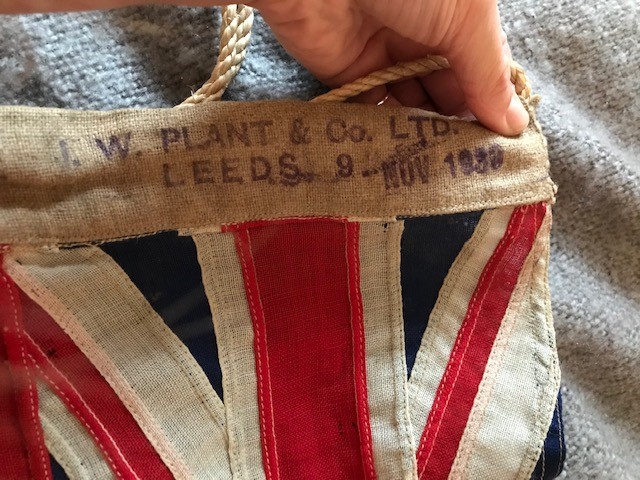 J. W. PLANT & Co. LTD.
LEEDS. 9 - NOV